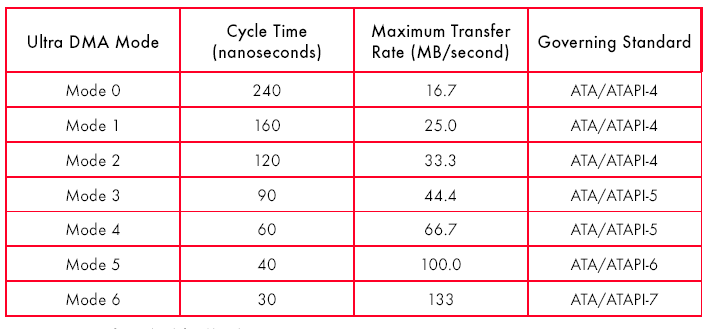 Ultra DMA Mode Cycle Time (nanoseconds) Maximum Transfer Rate (MB/second) Governing Standard
Mode 0 240 16.7 ATA/ATAPI-4
Mode 1 160 25.0 ATA/ATAPI-4
Mode 2 120 33.3 ATA/ATAPI-4
Mode 3 90 44.4 ATA/ATAPI-5
Mode 4 60 66.7 ATA/ATAPI-5
Mode 5 40 100.0 ATA/ATAPI-6
Mode 6 30 133 ATA/ATAPI-7